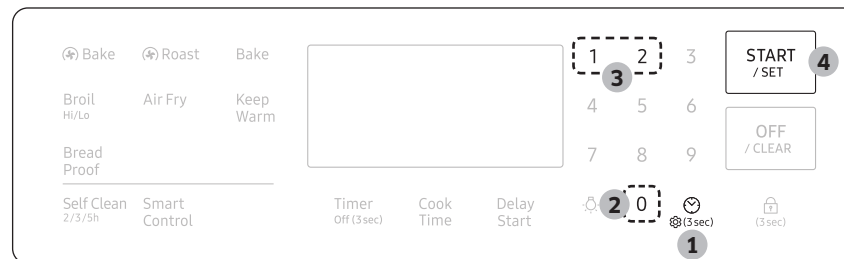 Bake Roast Bake 1 2 3 START
/ SET 4
3
Broil
Hi/Lo Air Fry Keep
Warm 4 5 6
OFF
/ CLEAR
Bread
Proof 7 8 9
Self Clean
2/3/5h Smart
Control Timer
Off (3 sec) Cook
Time Delay
Start 2 0 (3 sec) (3 sec)
1